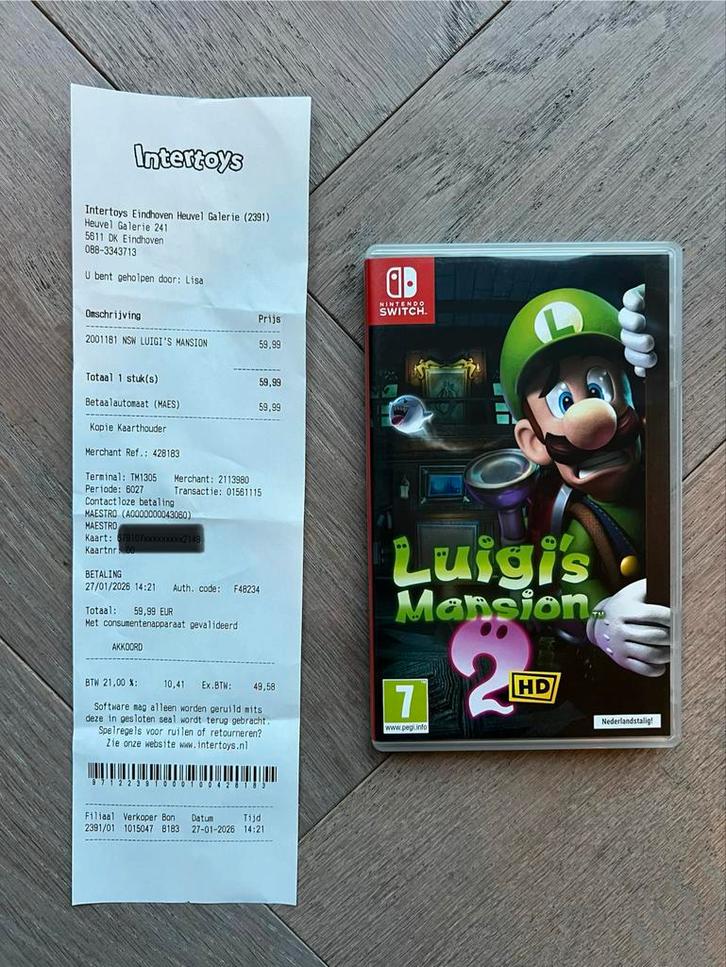 Intertoys
Intertoys Eindhoven Heuvel Galerie (2391)
Heuvel Galerie 241
5611 DK Eindhoven
088-3343713
U bent geholpen door: Lisa
Omschrijving Prijs
2001181 NSW LUIGI'S MANSION 59,99
Totaal 1 stuk(s) 59,99
Betaalautomaat (MAES) 59,99
Kopie Kaarthouder
Merchant Ref.: 428183
Terminal: TM1305 Merchant: 2113980
Periode: 6027 Transactie: 01561115
Contactloze betaling
MAESTRO (A0000000043060)
MAESTRO
Kaart:
Kaartnr
BETALING
27/01/2026 14:21 Auth. code: F48234
Totaal: 59,99 EUR
Met consumentenapparaat gevalideerd
AKKOORD
BTW 21,00 %: 10,41 Ex.BTW: 49,58
Software mag alleen worden geruild mits
deze in gesloten seal wordt terug gebracht.
Spelregels voor ruilen of retourneren?
Zie onze website www.intertoys.nl
97122391000100428183
Filiaal Verkoper Bon Datum Tijd
2391/01 1015047 8183 27-01-2026 14:21
NINTENDO
SWITCH™
L
Luigi's
Mansion™
2 HD
7
www.pegi.info
Nederlandstalig!